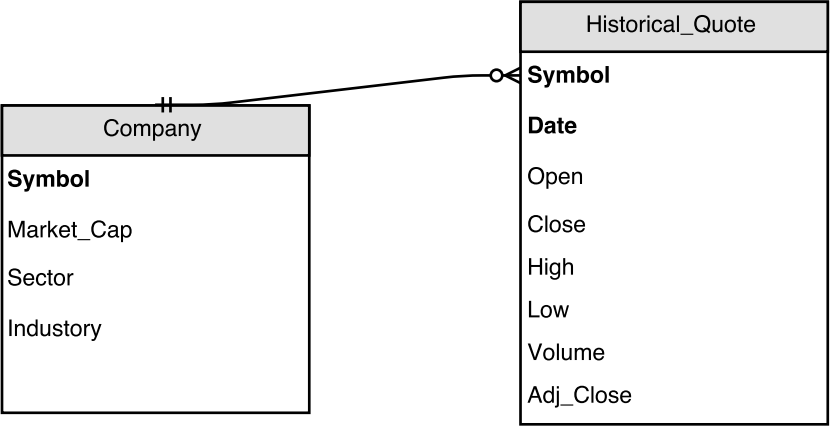 Company
Symbol
Market_Cap
Sector
Industory
Historical_Quote
Symbol
Date
Open
Close
High
Low
Volume
Adj_Close